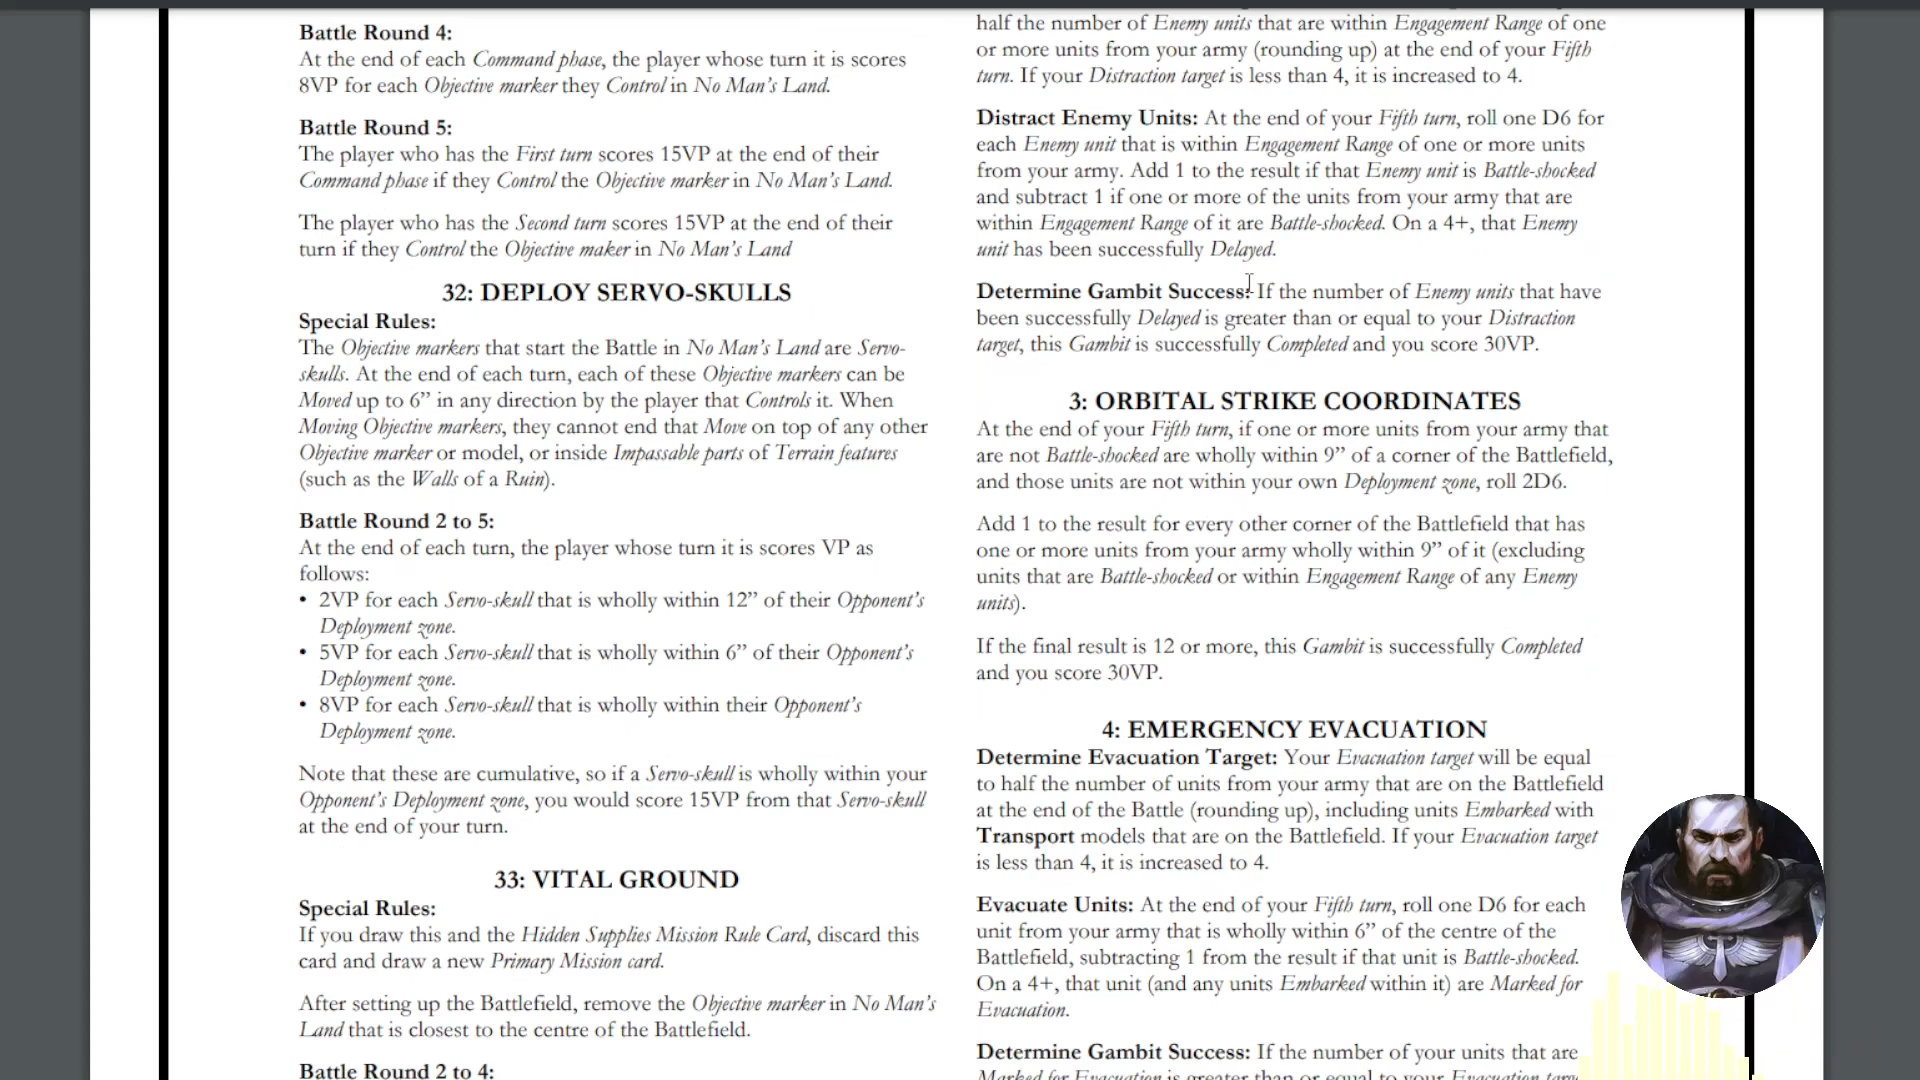 Battle Round 4:
At the end of each Command phase, the player whose turn it is scores
8VP for each Objective marker they Control in No Man's Land.
Battle Round 5:
The player who has the First turn scores 15VP at the end of their
Command phase if they Control the Objective marker in No Man's Land.
The player who has the Second turn scores 15VP at the end of their
turn if they Control the Objective maker in No Man's Land
32: DEPLOY SERVO-SKULLS
Special Rules:
The Objective markers that start the Battle in No Man's Land are Servo-
skulls. At the end of each turn, each of these Objective markers can be
Moved up to 6” in any direction by the player that Controls it. When
Moving Objective markers, they cannot end that Move on top of any other
Objective marker or model, or inside Impassable parts of Terrain features
(such as the Walls of a Ruin).
Battle Round 2 to 5:
At the end of each turn, the player whose turn it is scores VP as
follows:
• 2VP for each Servo-skull that is wholly within 12” of their Opponent's
Deployment zone.
• 5VP for each Servo-skull that is wholly within 6” of their Opponent's
Deployment zone.
• 8VP for each Servo-skull that is wholly within their Opponent's
Deployment zone.
Note that these are cumulative, so if a Servo-skull is wholly within your
Opponent's Deployment zone, you would score 15VP from that Servo-skull
at the end of your turn.
33: VITAL GROUND
Special Rules:
If you draw this and the Hidden Supplies Mission Rule Card, discard this
card and draw a new Primary Mission card.
After setting up the Battlefield, remove the Objective marker in No Man's
Land that is closest to the centre of the Battlefield.
Battle Round 2 to 4:
half the number of Enemy units that are within Engagement Range of one
or more units from your army (rounding up) at the end of your Fifth
turn. If your Distraction target is less than 4, it is increased to 4.
Distract Enemy Units: At the end of your Fifth turn, roll one D6 for
each Enemy unit that is within Engagement Range of one or more units
from your army. Add 1 to the result if that Enemy unit is Battle-shocked
and subtract 1 if one or more of the units from your army that are
within Engagement Range of it are Battle-shocked. On a 4+, that Enemy
unit has been successfully Delayed.
Determine Gambit Success: If the number of Enemy units that have
been successfully Delayed is greater than or equal to your Distraction
target, this Gambit is successfully Completed and you score 30VP.
3: ORBITAL STRIKE COORDINATES
At the end of your Fifth turn, if one or more units from your army that
are not Battle-shocked are wholly within 9” of a corner of the Battlefield,
and those units are not within your own Deployment zone, roll 2D6.
Add 1 to the result for every other corner of the Battlefield that has
one or more units from your army wholly within 9” of it (excluding
units that are Battle-shocked or within Engagement Range of any Enemy
units).
If the final result is 12 or more, this Gambit is successfully Completed
and you score 30VP.
4: EMERGENCY EVACUATION
Determine Evacuation Target: Your Evacuation target will be equal
to half the number of units from your army that are on the Battlefield
at the end of the Battle (rounding up), including units Embarked with
Transport models that are on the Battlefield. If your Evacuation target
is less than 4, it is increased to 4.
Evacuate Units: At the end of your Fifth turn, roll one D6 for each
unit from your army that is wholly within 6” of the centre of the
Battlefield, subtracting 1 from the result if that unit is Battle-shocked.
On a 4+, that unit (and any units Embarked within it) are Marked for
Evacuation.
Determine Gambit Success: If the number of your units that are
Marked for Evacuation is greater than or equal to your Evacuation